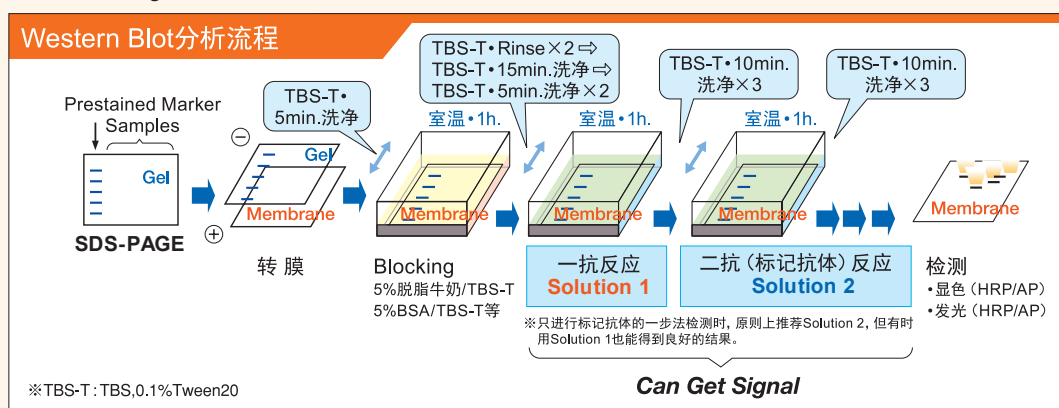 Western Blot分析流程
Prestained Marker
Samples
Gel
SDS-PAGE
⊖
⊕
Gel
Membrane
转膜
TBS-T•
5min.洗净
室温•1h.
Membrane
Blocking
5%脱脂牛奶/TBS-T
5%BSA/TBS-T等
TBS-T•Rinse×2⇨
TBS-T•15min.洗净⇨
TBS-T•5min.洗净×2
室温•1h.
Membrane
一抗反应
Solution 1
TBS-T•10min.
洗净×3
室温•1h.
Membrane
二抗(标记抗体)反应
Solution 2
TBS-T•10min.
洗净×3
Membrane
检测
•显色(HRP/AP)
•发光(HRP/AP)
※只进行标记抗体的一步法检测时,原则上推荐Solution 2,但有时
用Solution 1也能得到良好的结果。
Can Get Signal
※TBS-T:TBS,0.1%Tween20